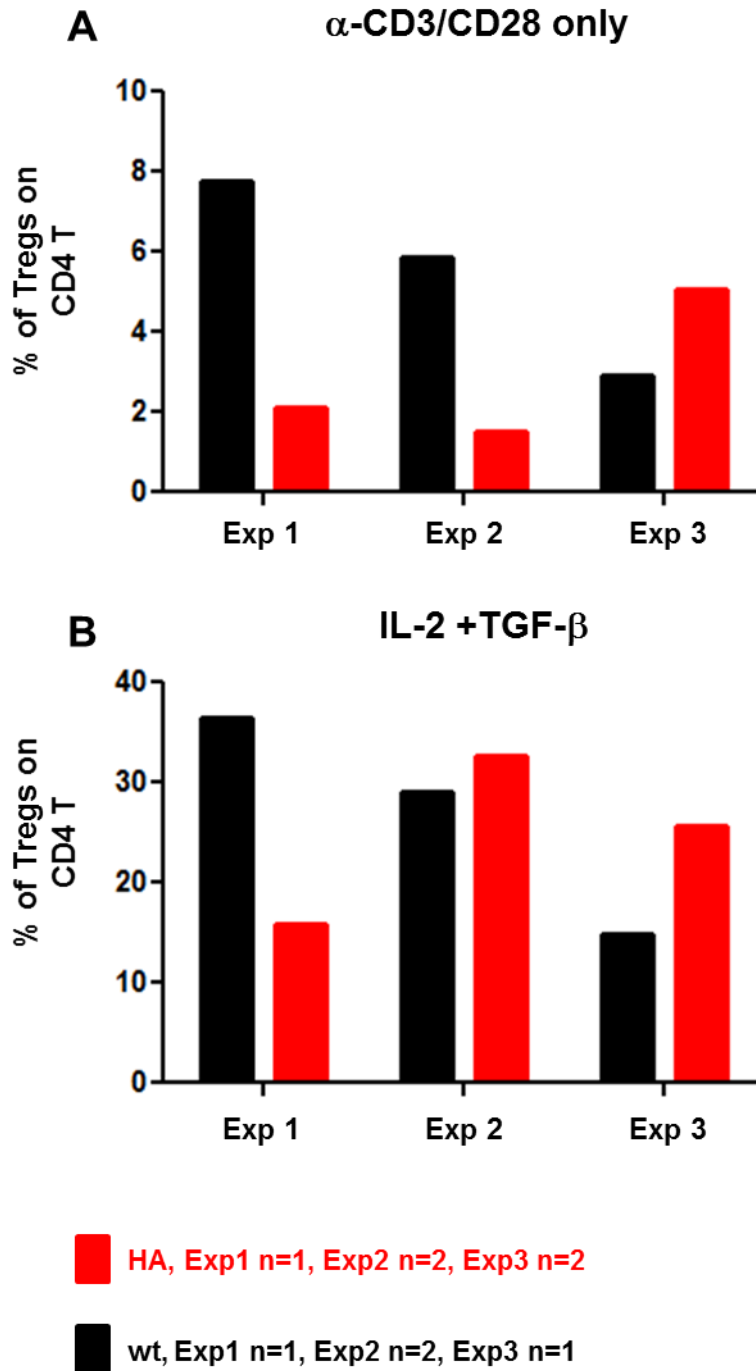 A
α-CD3/CD28 only
% of Tregs on
CD4 T
10
8
6
4
2
0
Exp 1 Exp 2 Exp 3
B
IL-2 +TGF-β
% of Tregs on
CD4 T
40
30
20
10
0
Exp 1 Exp 2 Exp 3
HA, Exp1 n=1, Exp2 n=2, Exp3 n=2
wt, Exp1 n=1, Exp2 n=2, Exp3 n=1